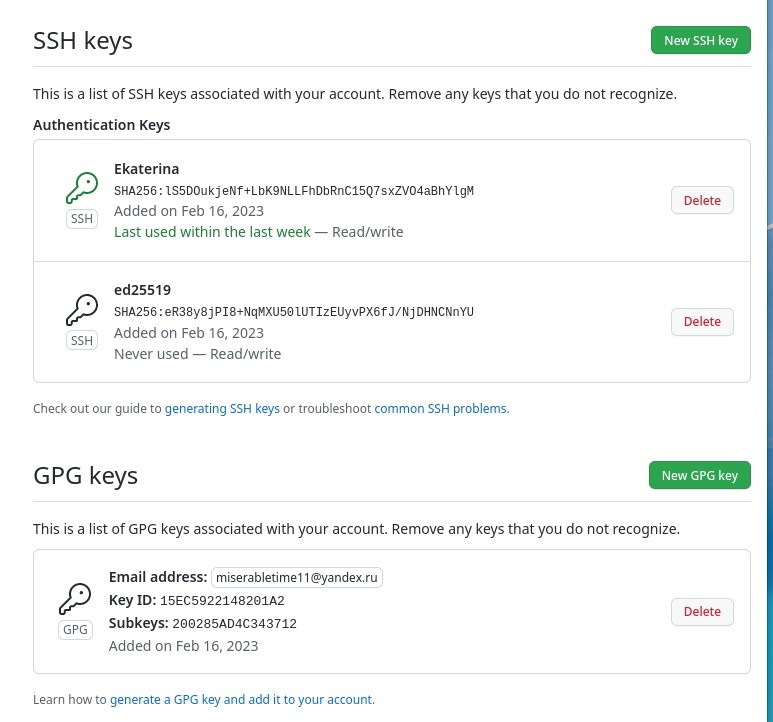 SSH keys
New SSH key
This is a list of SSH keys associated with your account. Remove any keys that you do not recognize.
Authentication Keys
Ekaterina
SHA256:lS5DOukjeNf+LbK9NLLFhDbRnC15Q7sxZVO4aBhYlgM
Added on Feb 16, 2023
Last used within the last week — Read/write
SSH
Delete
ed25519
SHA256:eR38y8jPI8+NqMXU50lUTIzEUyvPX6fJ/NjDHNCNnYU
Added on Feb 16, 2023
Never used — Read/write
SSH
Delete
Check out our guide to generating SSH keys or troubleshoot common SSH problems.
GPG keys
New GPG key
This is a list of GPG keys associated with your account. Remove any keys that you do not recognize.
Email address: miserabletime11@yandex.ru
Key ID: 15EC5922148201A2
Subkeys: 200285AD4C343712
Added on Feb 16, 2023
GPG
Delete
Learn how to generate a GPG key and add it to your account.